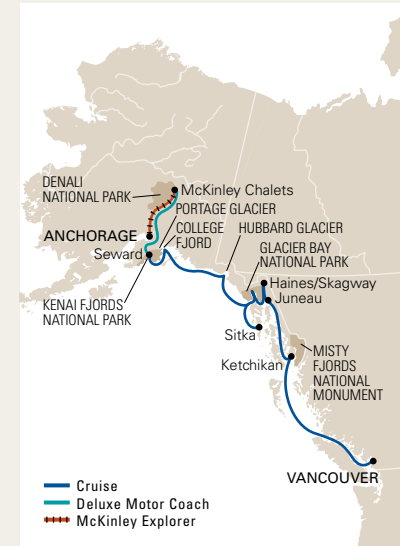 DENALI
NATIONAL PARK
McKinley Chalets
PORTAGE GLACIER
ANCHORAGE
COLLEGE
FJORD
HUBBARD GLACIER
Seward
GLACIER BAY
NATIONAL PARK
Haines/Skagway
Juneau
KENAI FJORDS
NATIONAL PARK
Sitka
Ketchikan
MISTY
FJORDS
NATIONAL
MONUMENT
VANCOUVER
Cruise
Deluxe Motor Coach
McKinley Explorer